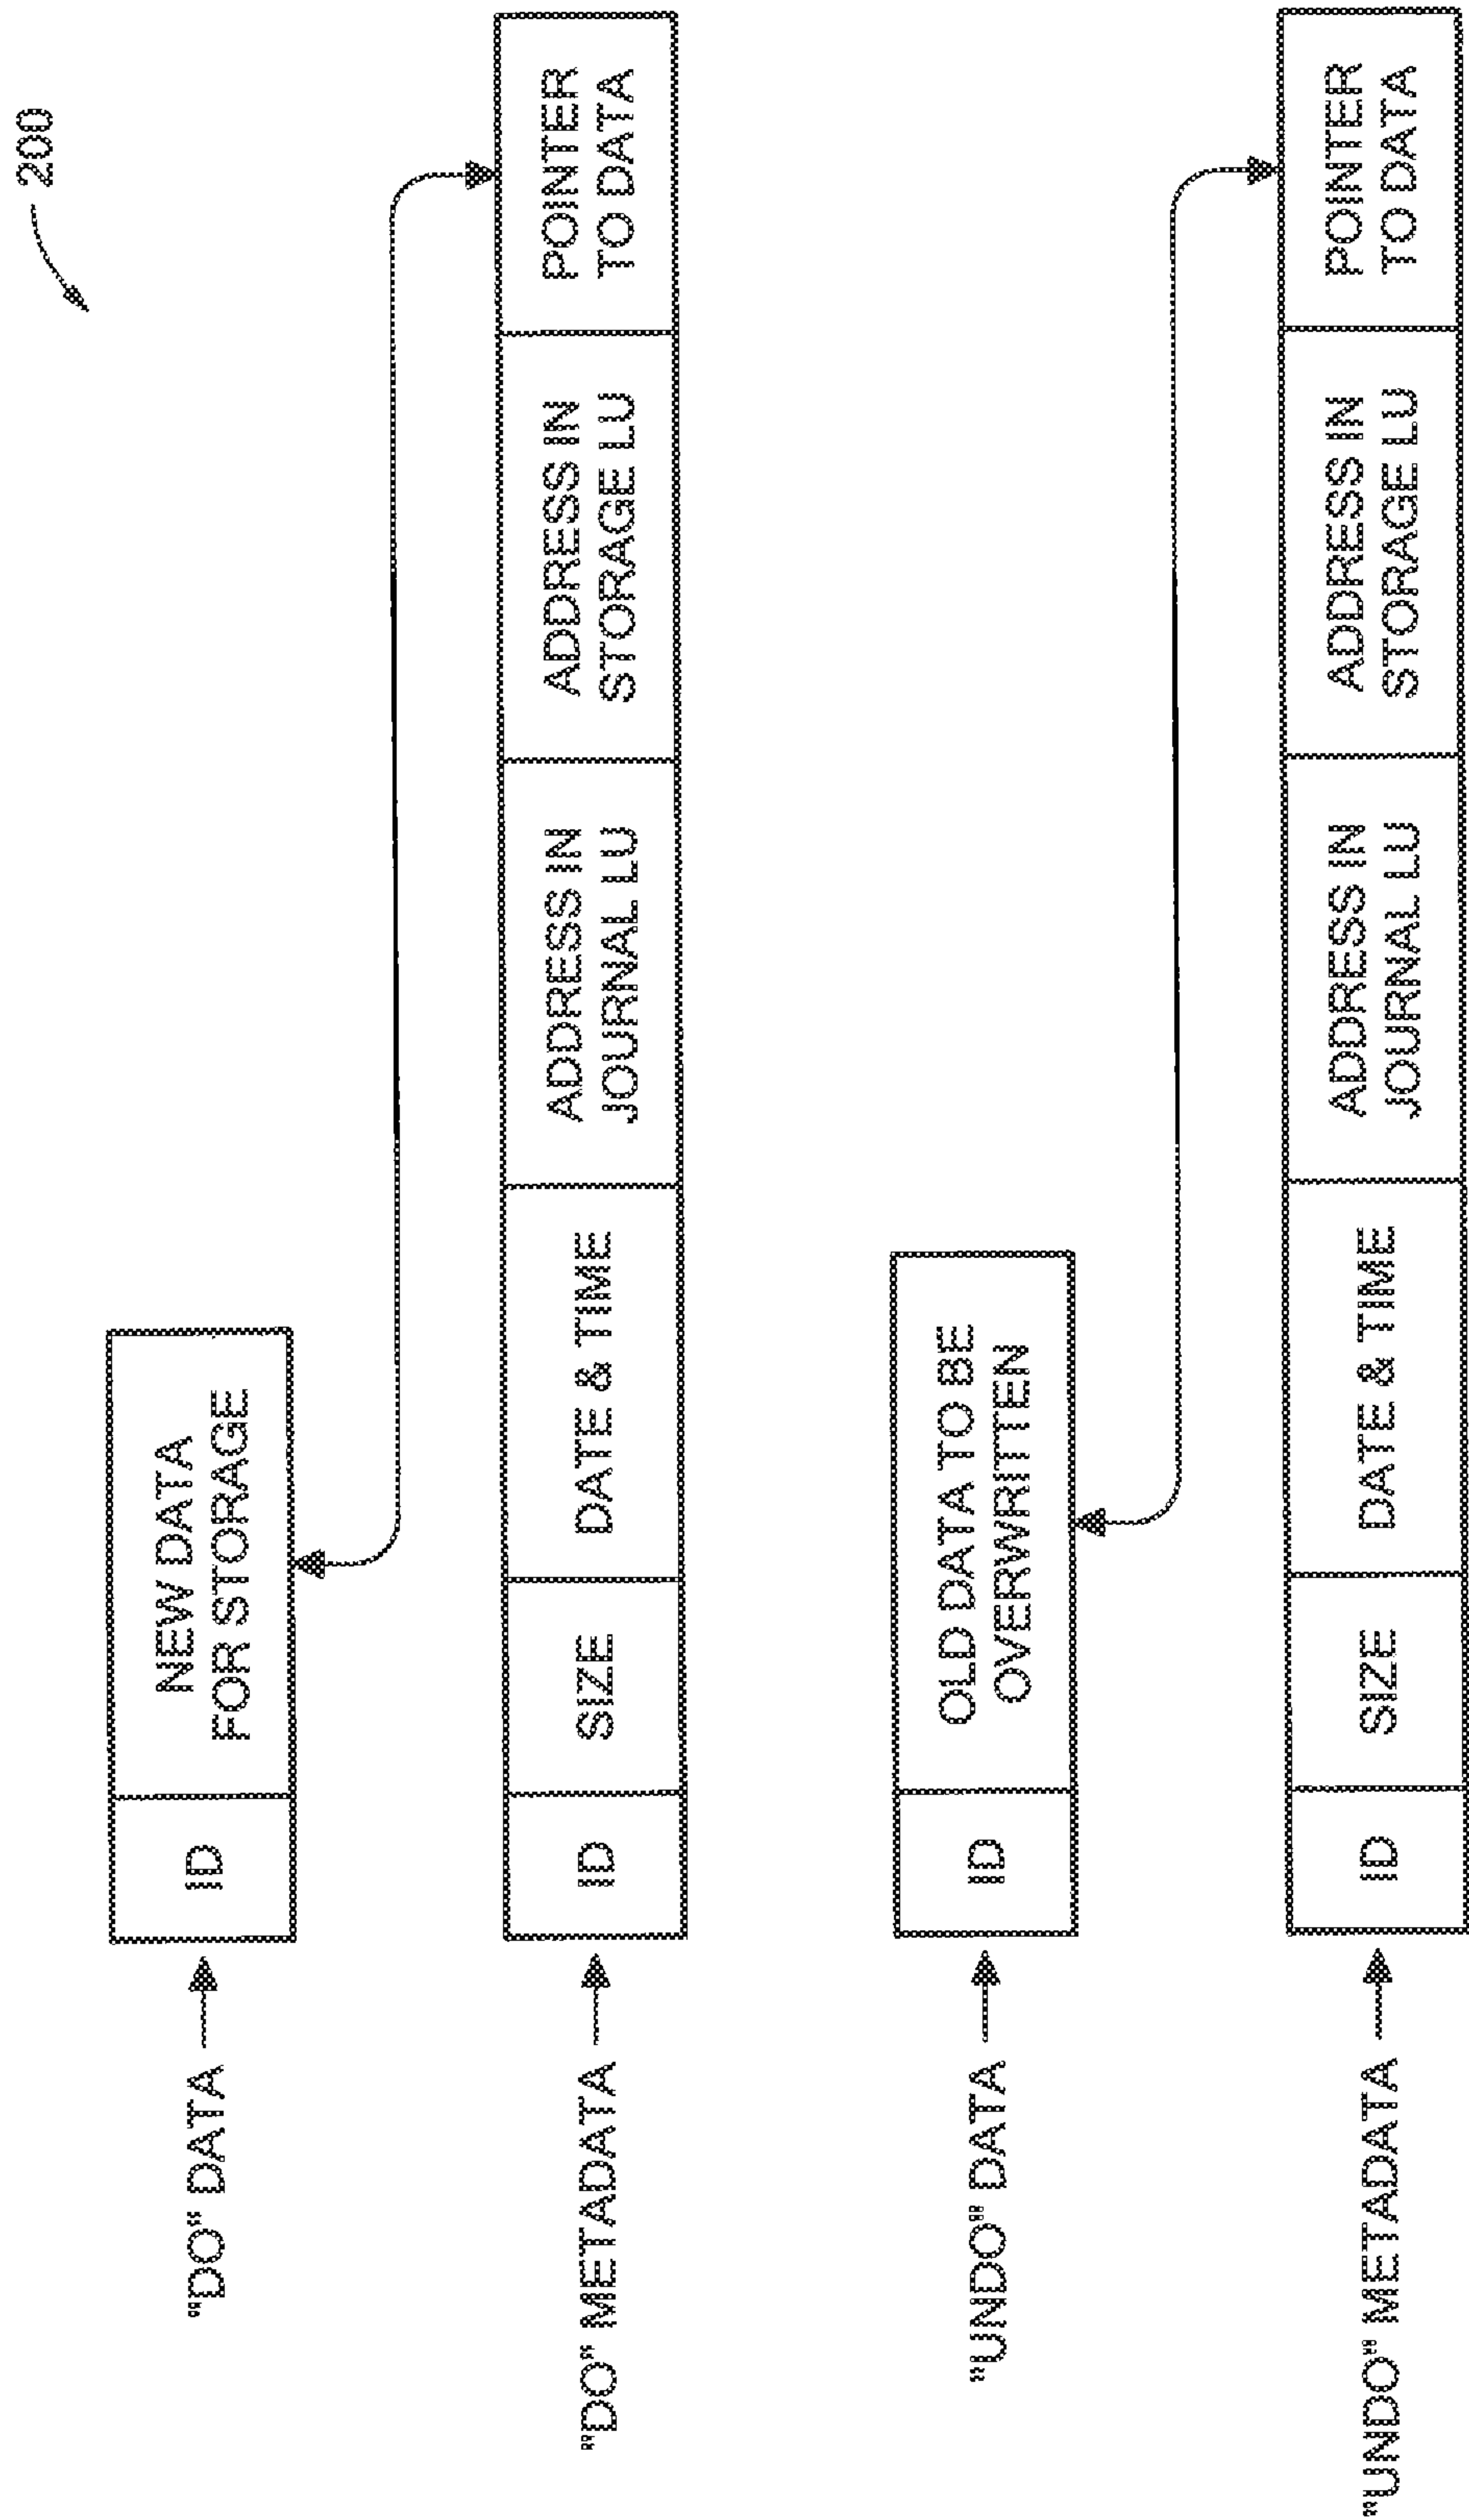 200
"DO" DATA
ID
NEW DATA
FOR STORAGE
"DO" METADATA
ID
SIZE
DATE & TIME
ADDRESS IN
JOURNAL LU
ADDRESS IN
STORAGE LU
POINTER
TO DATA
"UNDO" DATA
ID
OLD DATA TO BE
OVERWRITTEN
"UNDO" METADATA
ID
SIZE
DATE & TIME
ADDRESS IN
JOURNAL LU
ADDRESS IN
STORAGE LU
POINTER
TO DATA